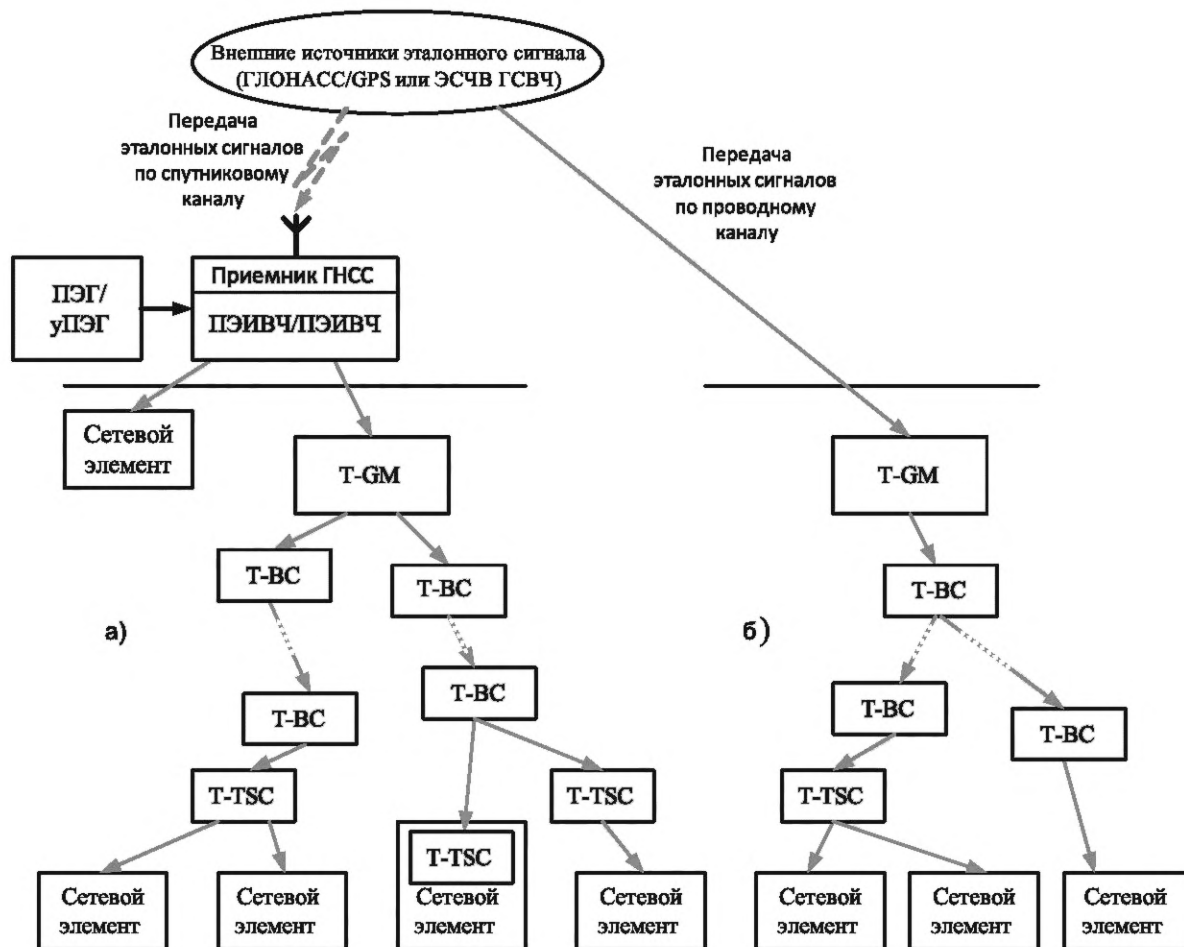 Внешние источники эталонного сигнала
(ГЛОНАСС/GPS или ЭСЧВ ГСВЧ)
Передача
эталонных сигналов
по спутниковому
каналу
Передача
эталонных сигналов
по проводному
каналу
ПЭГ/
уПЭГ
Приемник ГНСС
ПЭИВЧ/ПЭИВЧ
Сетевой
элемент
T-GM
T-GM
T-BC
T-BC
T-BC
а)
б)
T-BC
T-BC
T-BC
T-BC
T-TSC
T-TSC
T-TSC
T-TSC
Сетевой
элемент
Сетевой
элемент
Сетевой
элемент
Сетевой
элемент
Сетевой
элемент
Сетевой
элемент
Сетевой
элемент